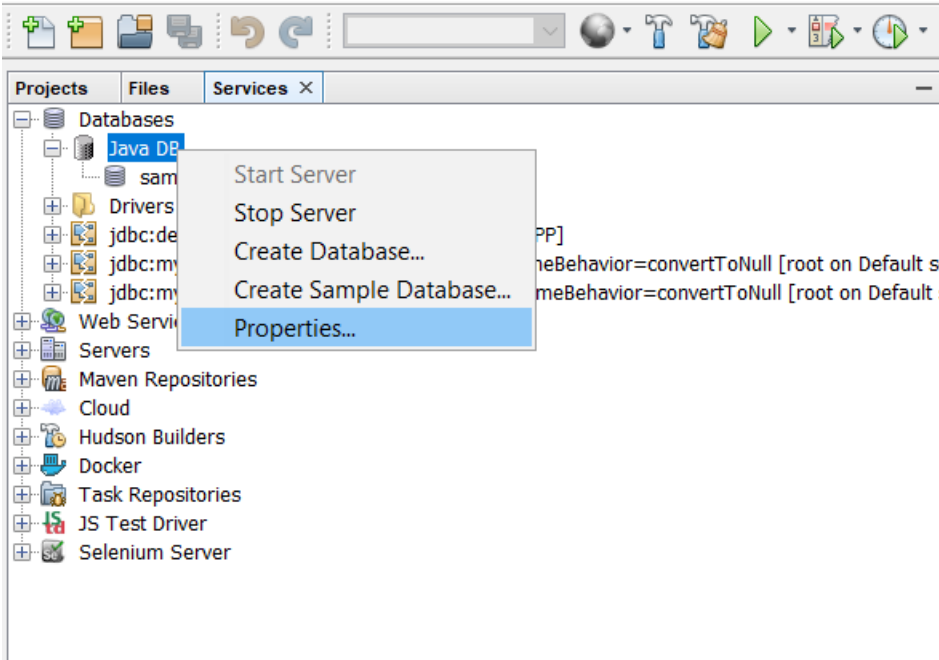 Projects Files Services ×
Databases
Java DB
sam
Start Server
Stop Server
Drivers
jdbc:de
PP]
Create Database...
jdbc:my
meBehavior=convertToNull [root on Default s
Create Sample Database...
jdbc:my
meBehavior=convertToNull [root on Default
Web Servi
Properties...
Servers
Maven Repositories
Cloud
Hudson Builders
Docker
Task Repositories
JS Test Driver
Selenium Server